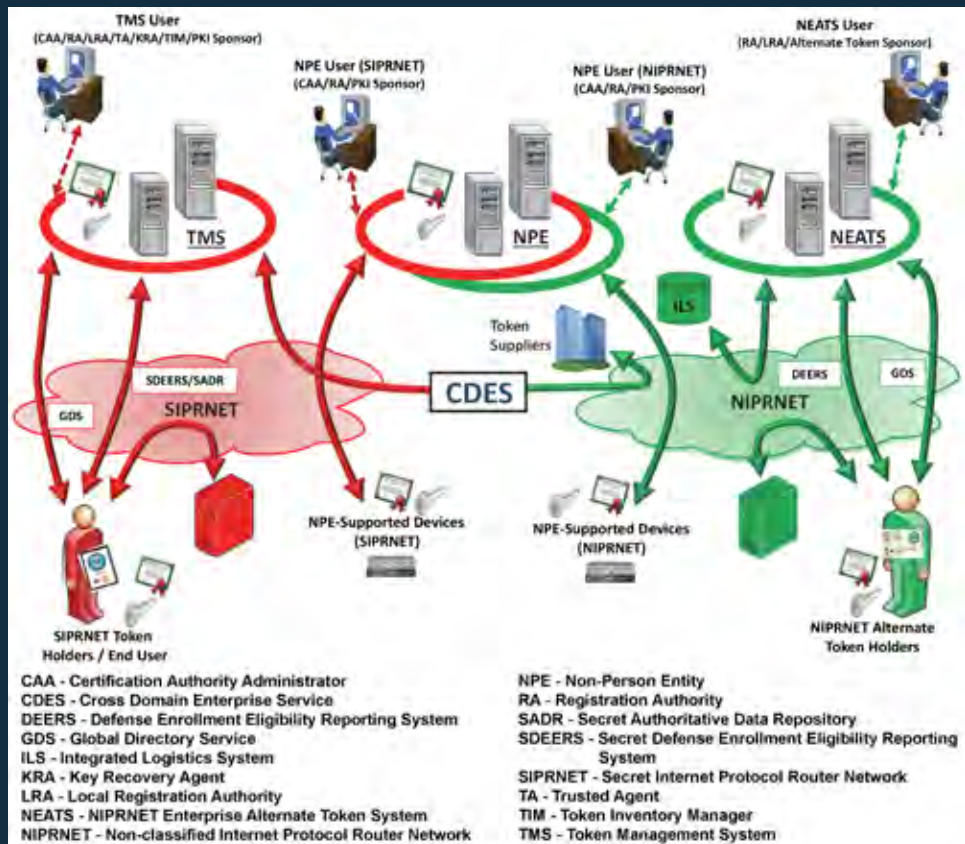 TMS User
(CAA/RA/LRA/TA/KRA/TIM/PKI Sponsor)
NEATS User
(RA/LRA/Alternate Token Sponsor)
NPE User (SIPRNET)
(CAA/RA/PKI Sponsor)
NPE User (NIPRNET)
(CAA/RA/PKI Sponsor)
TMS
NPE
NEATS
ILS
Token
Suppliers
SDEERS/SADR
DEERS
GDS
GDS
SIPRNET
CDES
NIPRNET
NPE-Supported Devices
(SIPRNET)
NPE-Supported Devices
(NIPRNET)
SIPRNET Token
Holders / End User
NIPRNET Alternate
Token Holders
CAA - Certification Authority Administrator
CDES - Cross Domain Enterprise Service
DEERS - Defense Enrollment Eligibility Reporting System
GDS - Global Directory Service
ILS - Integrated Logistics System
KRA - Key Recovery Agent
LRA - Local Registration Authority
NEATS - NIPRNET Enterprise Alternate Token System
NIPRNET - Non-classified Internet Protocol Router Network
NPE - Non-Person Entity
RA - Registration Authority
SADR - Secret Authoritative Data Repository
SDEERS - Secret Defense Enrollment Eligibility Reporting
System
SIPRNET - Secret Internet Protocol Router Network
TA - Trusted Agent
TIM - Token Inventory Manager
TMS - Token Management System